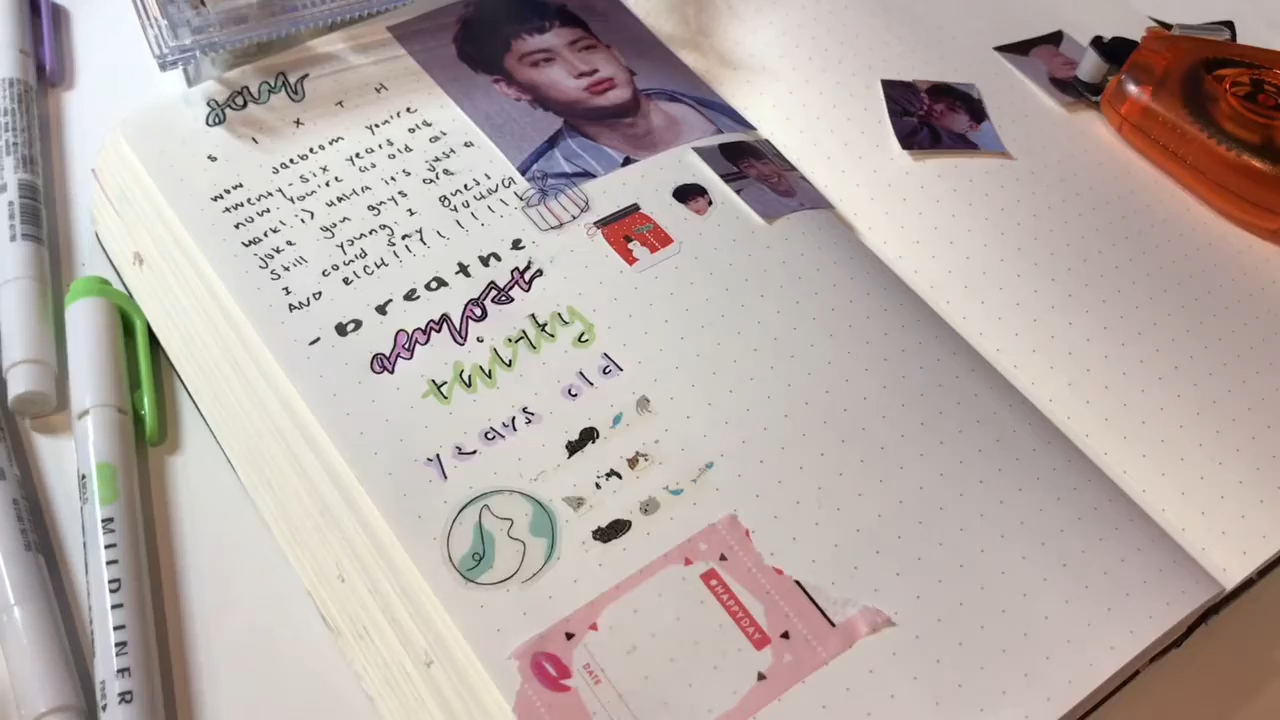 jan
SIXTH
wow jaebeom you're
twenty-six years old
now. You're as old as
mark! :) HAHA it's just a
joke you guys are
still young I guess
I could say YOUNG
AND RICH!!!!!!!!!!
-breathe
almost
thirty
years old
#HAPPYDAY
DATE
MILDLINER